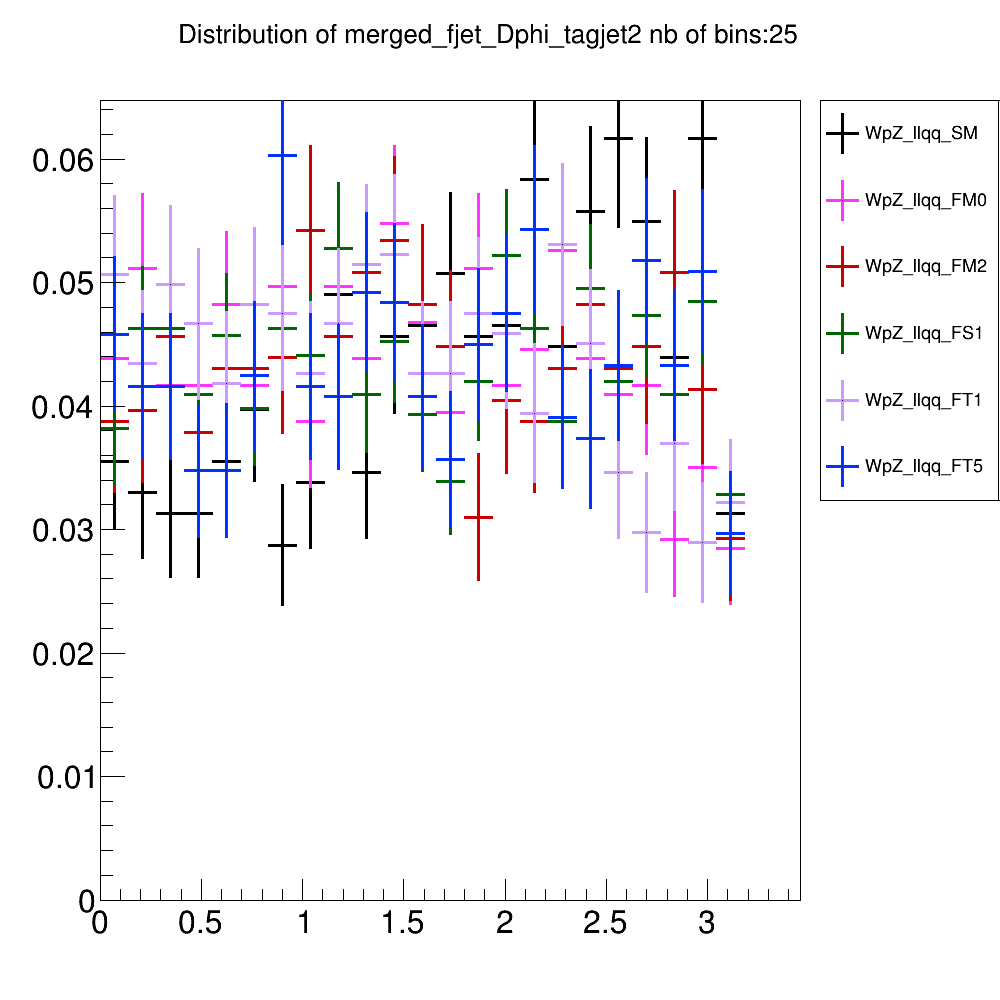 Distribution of merged_fjet_Dphi_tagjet2 nb of bins:25
0.06
0.05
0.04
0.03
0.02
0.01
0
0 0.5 1 1.5 2 2.5 3
WpZ_llqq_SM
WpZ_llqq_FM0
WpZ_llqq_FM2
WpZ_llqq_FS1
WpZ_llqq_FT1
WpZ_llqq_FT5